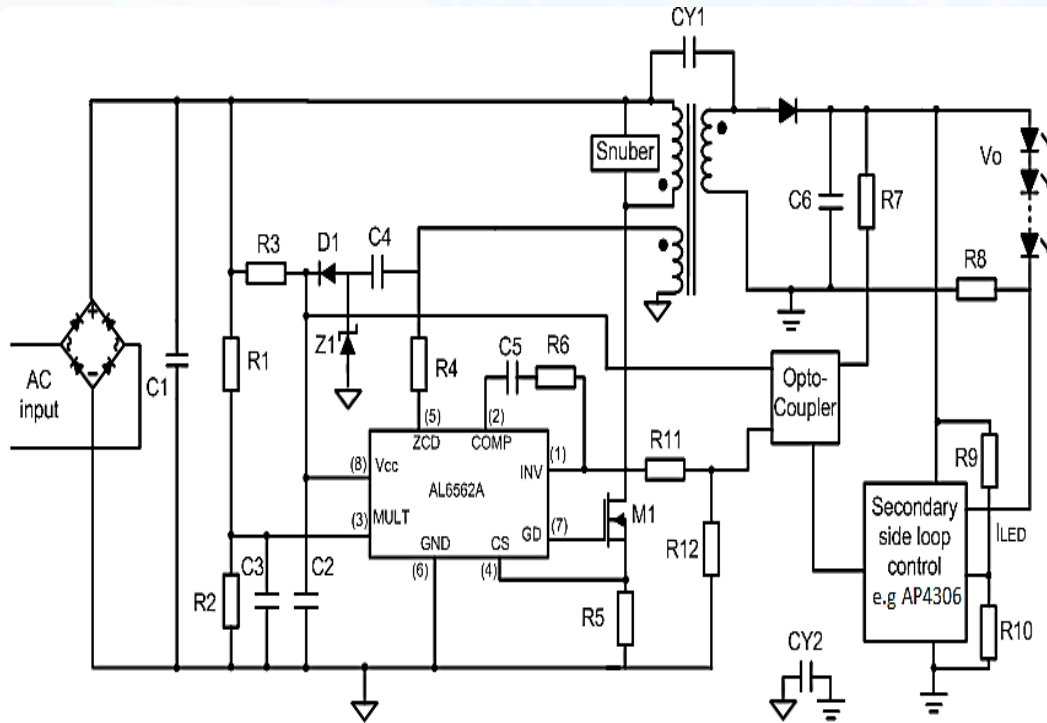 CY1
Snuber
Vo
C6
R7
R3
D1
C4
R8
Z1
C5
R6
R4
R1
C1
AC
input
Opto-
Coupler
(5)
(2)
ZCD
COMP
R11
(1)
INV
(8)
Vcc
AL6562A
R9
M1
(3)
MULT
GD
(7)
Secondary
side loop
control
e.g AP4306
ILED
GND
CS
(6)
(4)
R12
C3
C2
R2
R5
R10
CY2